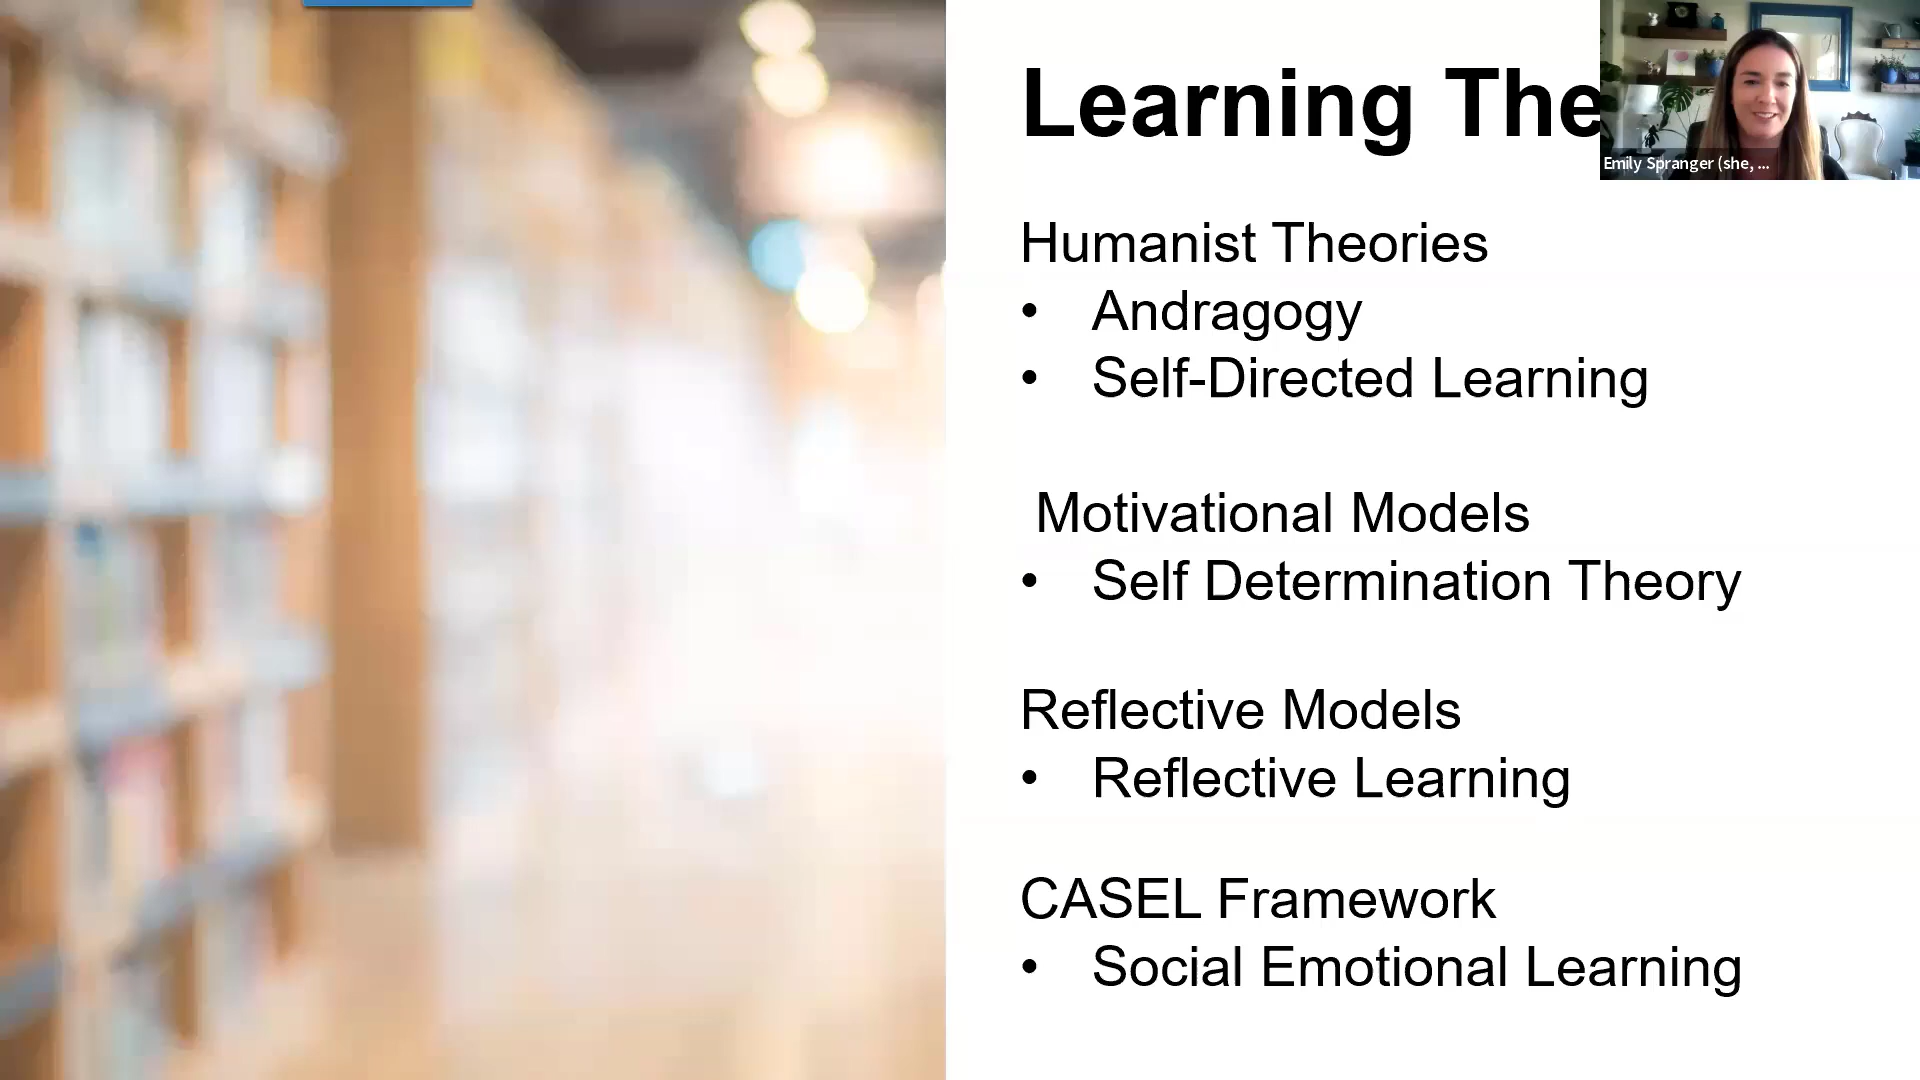 Learning The
Emily Spranger (she, ...
Humanist Theories
• Andragogy
• Self-Directed Learning
Motivational Models
• Self Determination Theory
Reflective Models
• Reflective Learning
CASEL Framework
• Social Emotional Learning